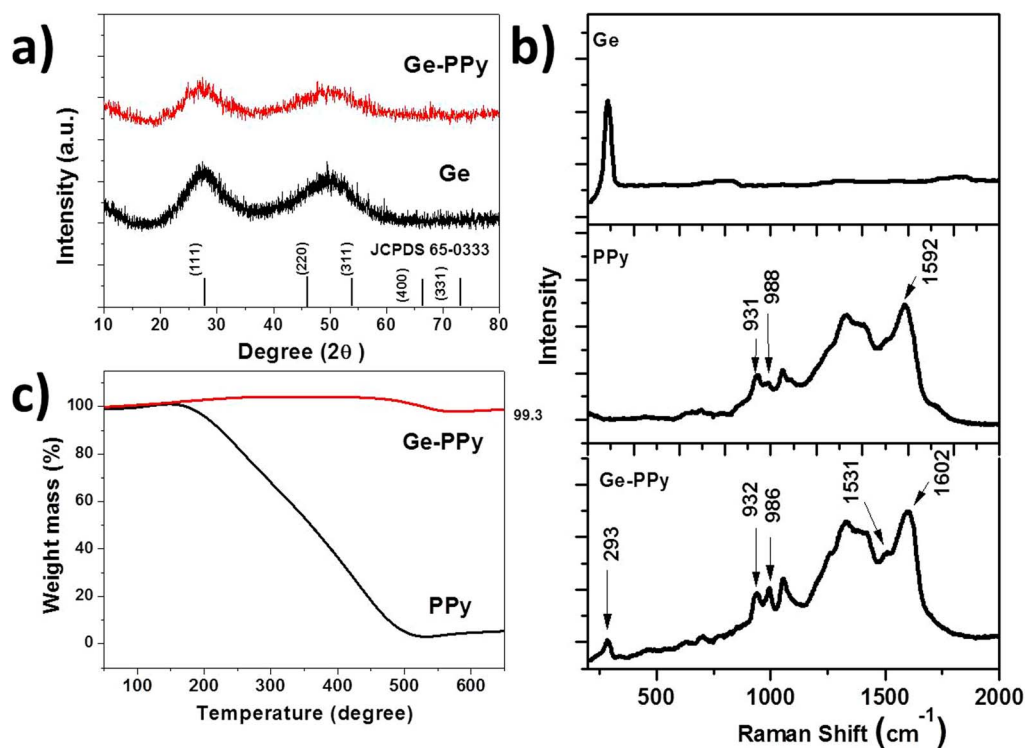 a)
Ge-PPy
Ge
Intensity (a.u.)
JCPDS 65-0333
(111)
(220)
(311)
(400)
(331)
10 20 30 40 50 60 70 80
Degree (2θ )
b)
Ge
PPy
931
988
1592
Ge-PPy
293
932
986
1531
1602
Intensity
500 1000 1500 2000
Raman Shift (cm⁻¹)
c)
100
80
60
40
20
0
Weight mass (%)
99.3
Ge-PPy
PPy
100 200 300 400 500 600
Temperature (degree)